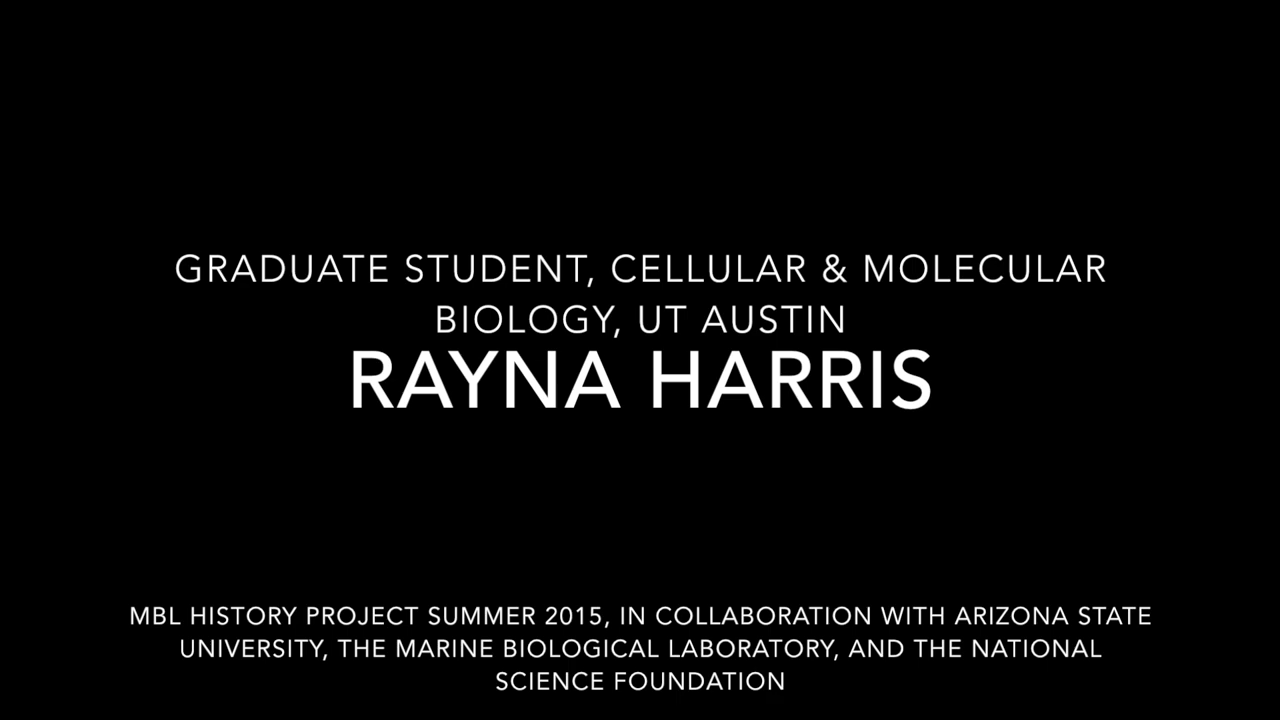 GRADUATE STUDENT, CELLULAR & MOLECULAR
BIOLOGY, UT AUSTIN
RAYNA HARRIS
MBL HISTORY PROJECT SUMMER 2015, IN COLLABORATION WITH ARIZONA STATE
UNIVERSITY, THE MARINE BIOLOGICAL LABORATORY, AND THE NATIONAL
SCIENCE FOUNDATION